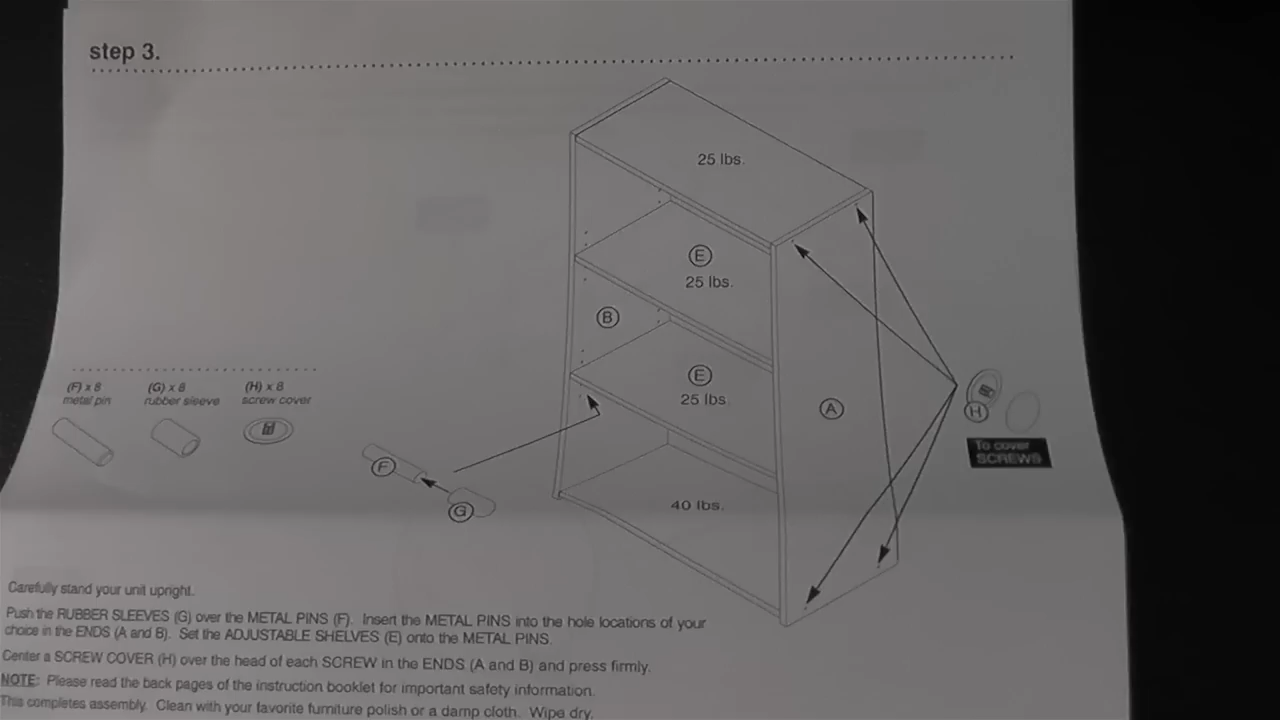 step 3.
25 lbs.
E
25 lbs.
B
E
25 lbs.
A
H
To cover
SCREWS
40 lbs.
(F) x 8
metal pin
(G) x 8
rubber sleeve
(H) x 8
screw cover
F
G
Carefully stand your unit upright.
Push the RUBBER SLEEVES (G) over the METAL PINS (F). Insert the METAL PINS into the hole locations of your
choice in the ENDS (A and B). Set the ADJUSTABLE SHELVES (E) onto the METAL PINS.
Center a SCREW COVER (H) over the head of each SCREW in the ENDS (A and B) and press firmly.
NOTE: Please read the back pages of the instruction booklet for important safety information.
This completes assembly. Clean with your favorite furniture polish or a damp cloth. Wipe dry.